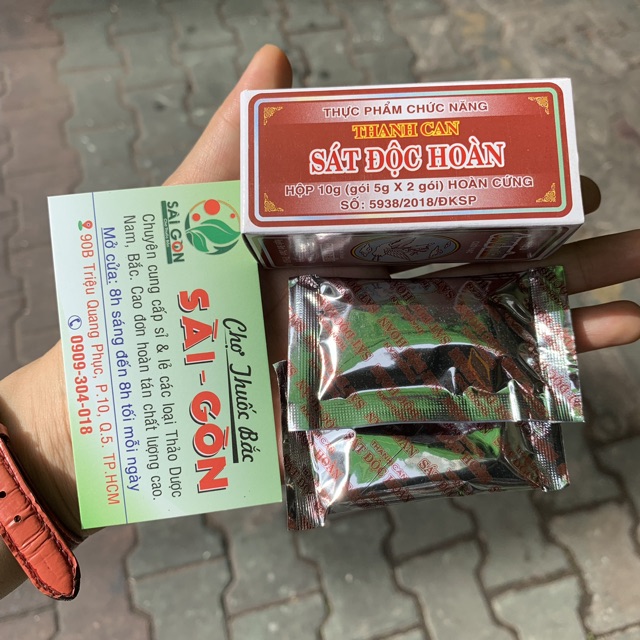 THỰC PHẨM CHỨC NĂNG
THANH CAN
SÁT ĐỘC HOÀN
HỘP 10g (gói 5g X 2 gói) HOÀN CỨNG
SỐ: 5938/2018/ĐKSP
SÀI GÒN
Chợ Thuốc Bắc
SÀI-GÒN
Chuyên cung cấp sỉ & lẻ các loại Thảo Dược
Nam, Bắc. Cao đơn hoàn tán chất lượng cao.
Mở cửa: 8h sáng đến 8h tối mỗi ngày
90B Triệu Quang Phục, P.10, Q.5, TP.HCM
0909-304-018